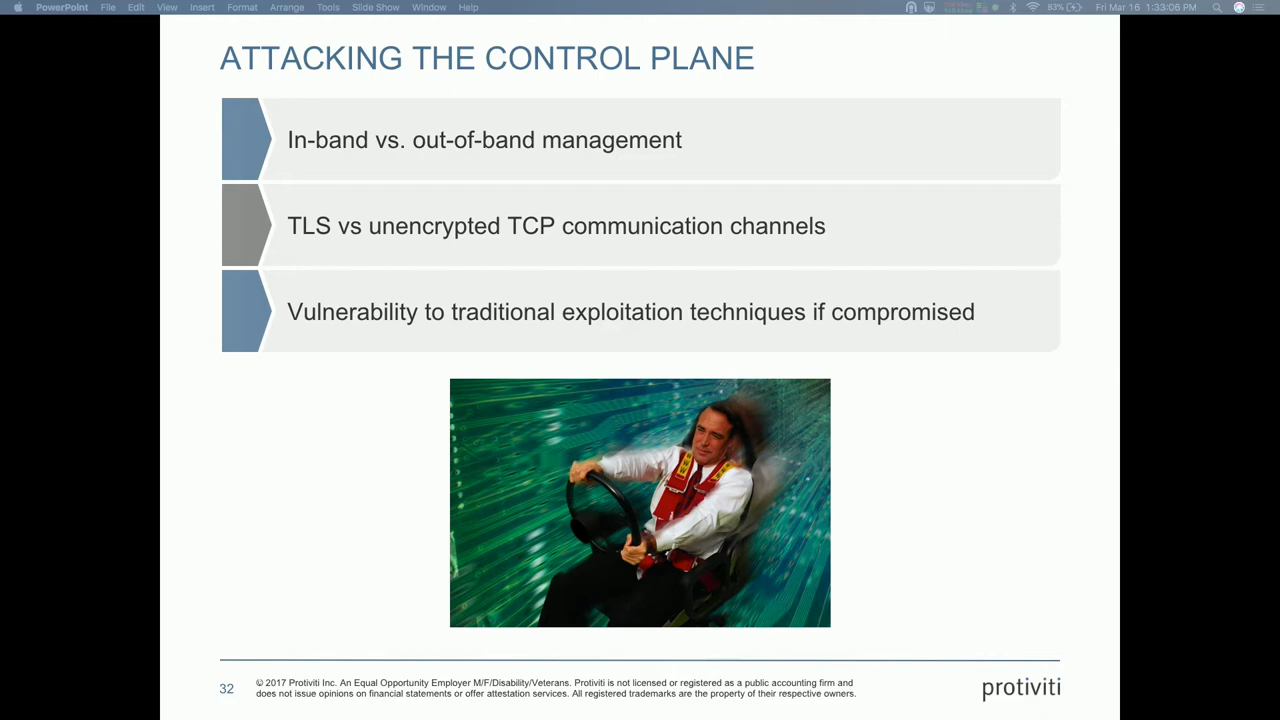 PowerPoint File Edit View Insert Format Arrange Tools Slide Show Window Help 83% Fri Mar 16 1:33:06 PM
ATTACKING THE CONTROL PLANE
In-band vs. out-of-band management
TLS vs unencrypted TCP communication channels
Vulnerability to traditional exploitation techniques if compromised
32
© 2017 Protiviti Inc. An Equal Opportunity Employer M/F/Disability/Veterans. Protiviti is not licensed or registered as a public accounting firm and
does not issue opinions on financial statements or offer attestation services. All registered trademarks are the property of their respective owners.
protiviti